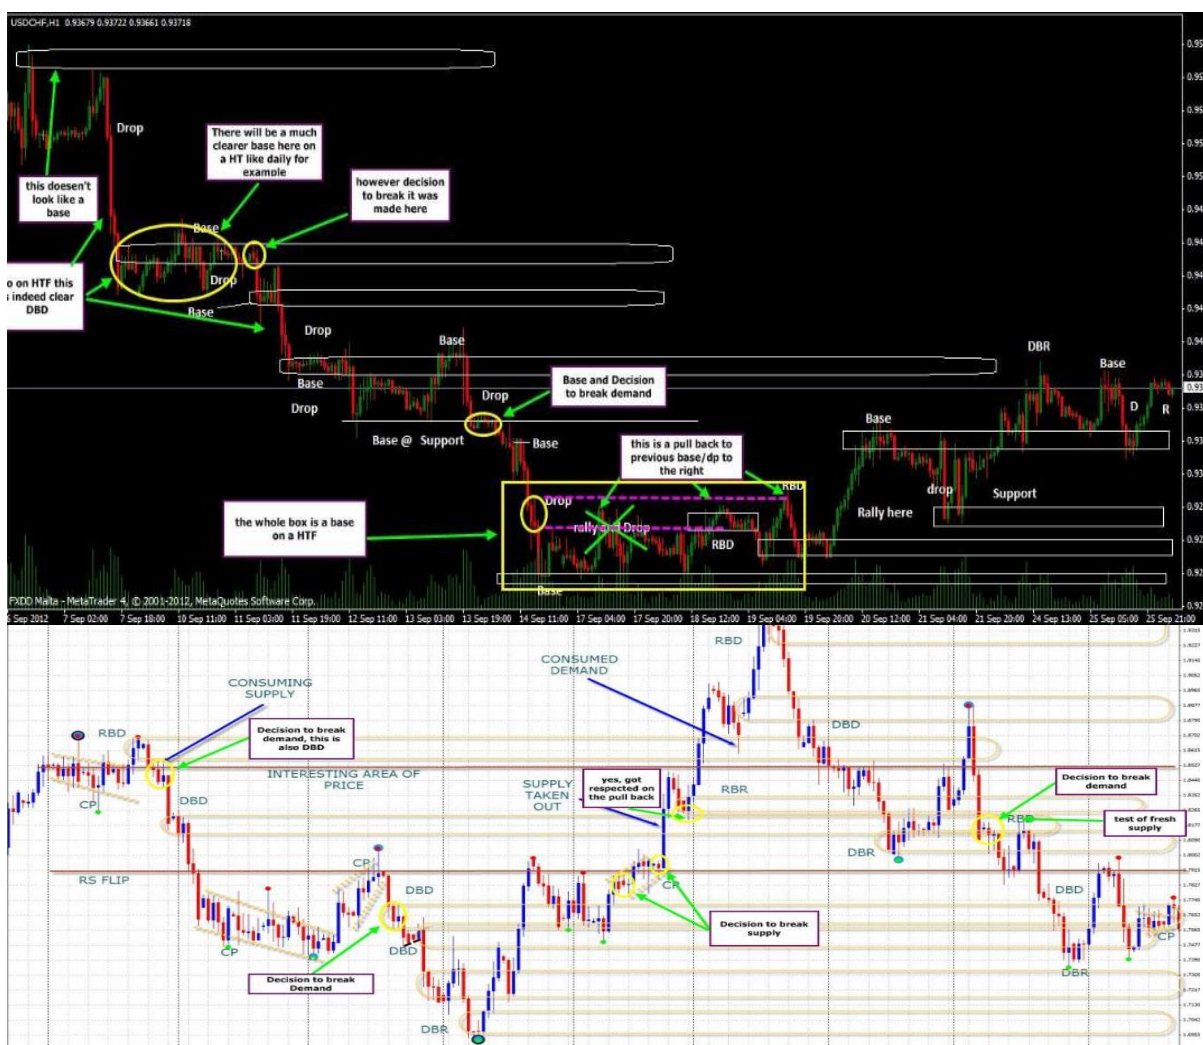 USDCHF,H1 0.93679 0.93722 0.93661 0.93718
Drop
There will be a much
clearer base here on
a HT like daily for
example
this doesen't
look like a
base
however decision
to break it was
made here
Base
Drop
o on HTF this
s indeed clear
DBD
Base
Drop
Base
Base
Drop
Drop
Base and Decision
to break demand
Base @ Support
Base
DBR
Base
D
R
Base
this is a pull back to
previous base/dp to
the right
RBD
Drop
the whole box is a base
on a HTF
rally and Drop
RBD
drop
Support
Rally here
Base
FXDD Malta - MetaTrader 4, © 2001-2012, MetaQuotes Software Corp.
6 Sep 2012 7 Sep 02:00 7 Sep 18:00 10 Sep 11:00 11 Sep 03:00 11 Sep 19:00 12 Sep 11:00 13 Sep 03:00 13 Sep 19:00 14 Sep 11:00 17 Sep 04:00 17 Sep 20:00 18 Sep 12:00 19 Sep 04:00 19 Sep 20:00 20 Sep 12:00 21 Sep 04:00 21 Sep 20:00 24 Sep 13:00 25 Sep 05:00 25 Sep 21:00
RBD
CONSUMED
DEMAND
CONSUMING
SUPPLY
Decision to break
demand, this is
also DBD
RBD
DBD
INTERESTING AREA OF
PRICE
SUPPLY
TAKEN
OUT
yes, got
respected on
the pull back
RBR
Decision to break
demand
CP
DBD
RBD
test of fresh
supply
DBR
RS FLIP
CP
DBD
CP
DBD
Decision to break
supply
CP
DBD
CP
Decision to break
Demand
DBR
DBR